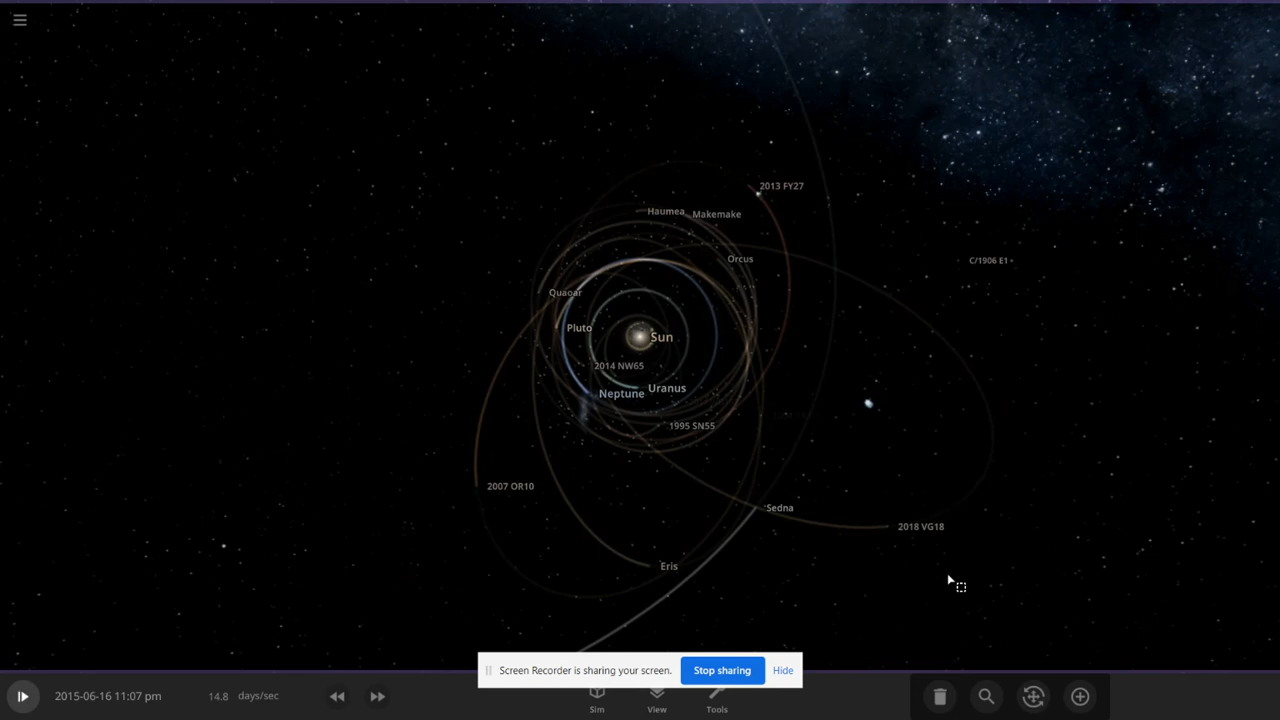 2013 FY27
Haumea
Makemake
Orcus
C/1906 E1
Quaoar
Pluto
Sun
2014 NW65
Uranus
Neptune
1995 SN55
2007 OR10
Sedna
2018 VG18
Eris
Screen Recorder is sharing your screen.
Stop sharing
Hide
2015-06-16 11:07 pm
14.8 days/sec
Sim
View
Tools